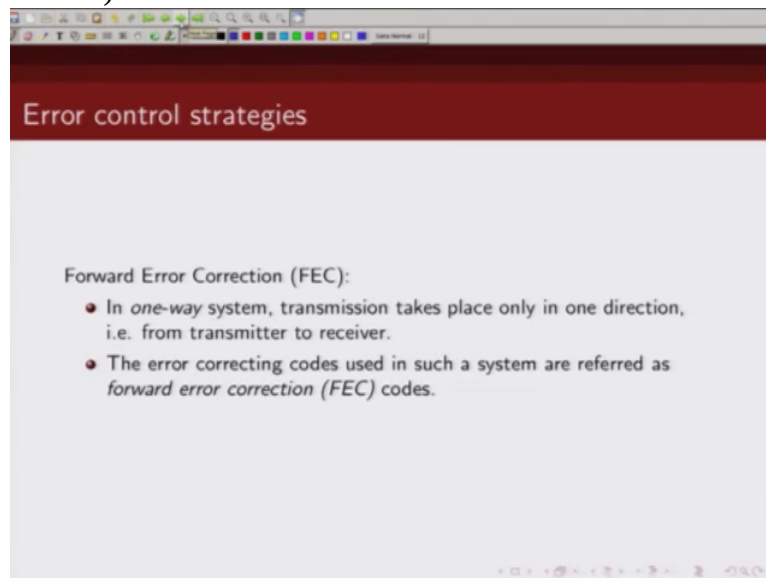 Error control strategies
Forward Error Correction (FEC):
In one-way system, transmission takes place only in one direction,
i.e. from transmitter to receiver.
The error correcting codes used in such a system are referred as
forward error correction (FEC) codes.